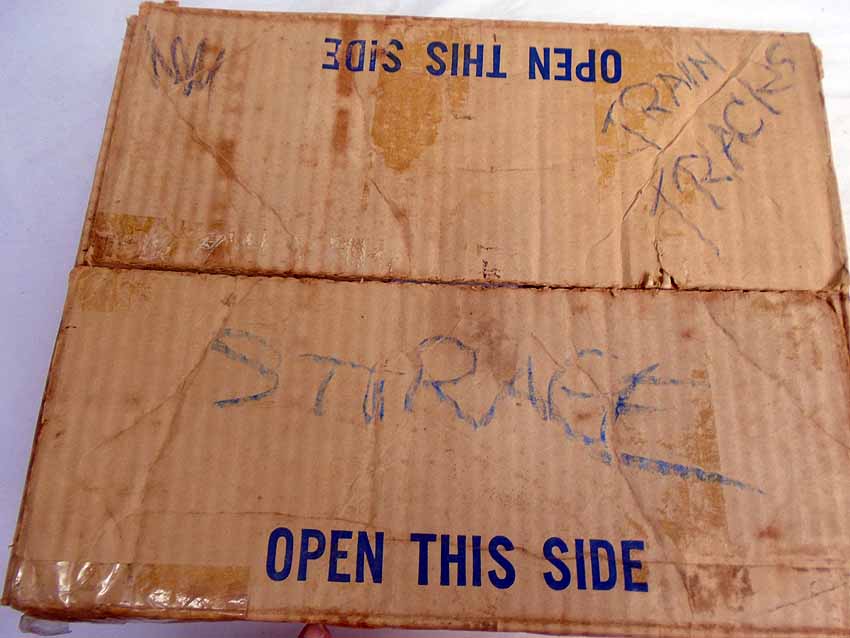 OPEN THIS SIDE
TRAIN
TRACKS
STORAGE
OPEN THIS SIDE